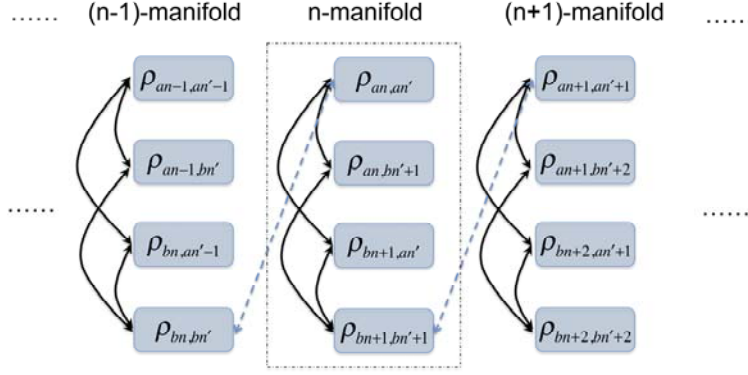 ...... (n-1)-manifold n-manifold (n+1)-manifold .....
ρan−1,an′−1 ρan,an′ ρan+1,an′+1
ρan−1,bn′ ρan,bn′+1 ρan+1,bn′+2
...... ......
ρbn,an′−1 ρbn+1,an′ ρbn+2,an′+1
ρbn,bn′ ρbn+1,bn′+1 ρbn+2,bn′+2